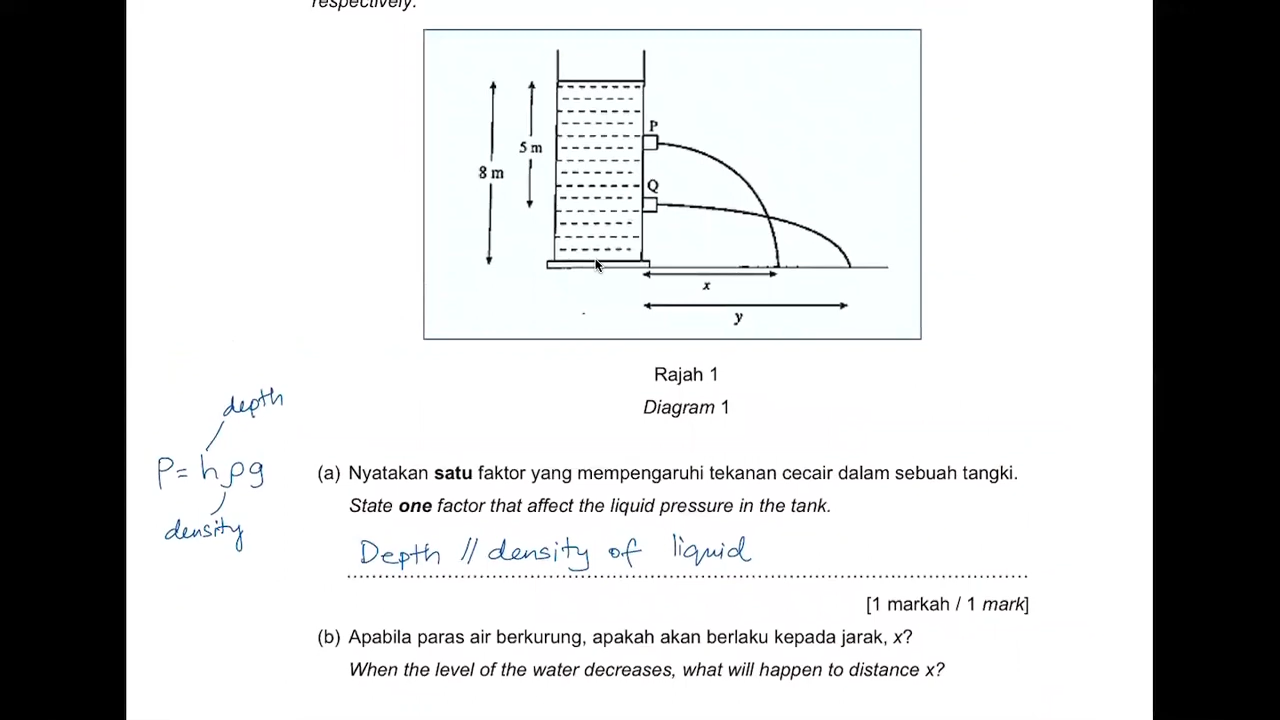 respectively.
P
5 m
8 m
Q
x
y
Rajah 1
Diagram 1
depth
P = hρg
density
(a) Nyatakan satu faktor yang mempengaruhi tekanan cecair dalam sebuah tangki.
State one factor that affect the liquid pressure in the tank.
Depth // density of liquid
[1 markah / 1 mark]
(b) Apabila paras air berkurung, apakah akan berlaku kepada jarak, x?
When the level of the water decreases, what will happen to distance x?